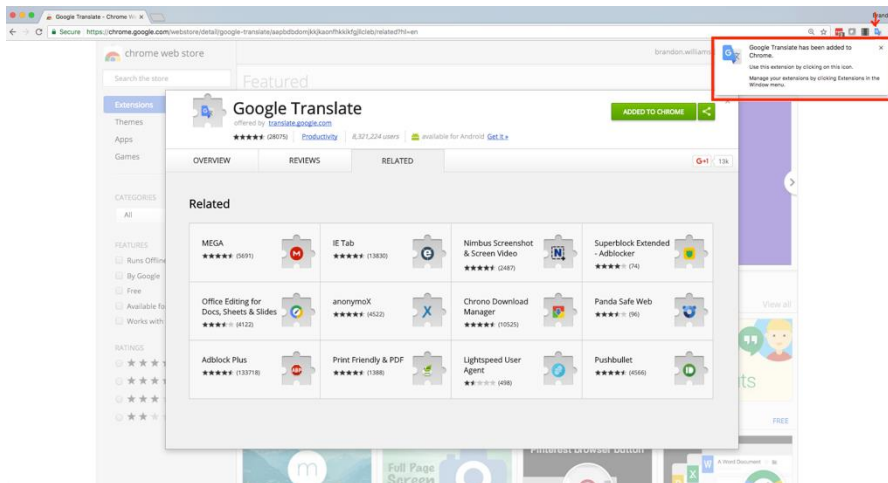 Google Translate - Chrome We
Secure https://chrome.google.com/webstore/detail/google-translate/aapbdbdomjkkjkaonfhkkikfgjllcleb/related?hl=en
chrome web store
brandon.williams
Search the store
Featured
Google Translate has been added to
Chrome.
Use this extension by clicking on this icon.
Manage your extensions by clicking Extensions in the
Window menu.
Extensions
Themes
Apps
Games
CATEGORIES
All
FEATURES
Runs Offline
By Google
Free
Available fo
Works with
RATINGS
Google Translate
offered by translate.google.com
(28075) Productivity 8,321,224 users available for Android Get it »
ADDED TO CHROME
OVERVIEW REVIEWS RELATED
G+1 13k
Related
MEGA
(5691)
IE Tab
(13830)
Nimbus Screenshot
& Screen Video
(2487)
Superblock Extended
- Adblocker
(74)
Office Editing for
Docs, Sheets & Slides
(4122)
anonymoX
(4522)
Chrono Download
Manager
(10525)
Panda Safe Web
(96)
Adblock Plus
(133718)
Print Friendly & PDF
(1388)
Lightspeed User
Agent
(498)
Pushbullet
(4566)
View all
FREE
Full Page
Screen
Pinterest Browser Button
A Word Document